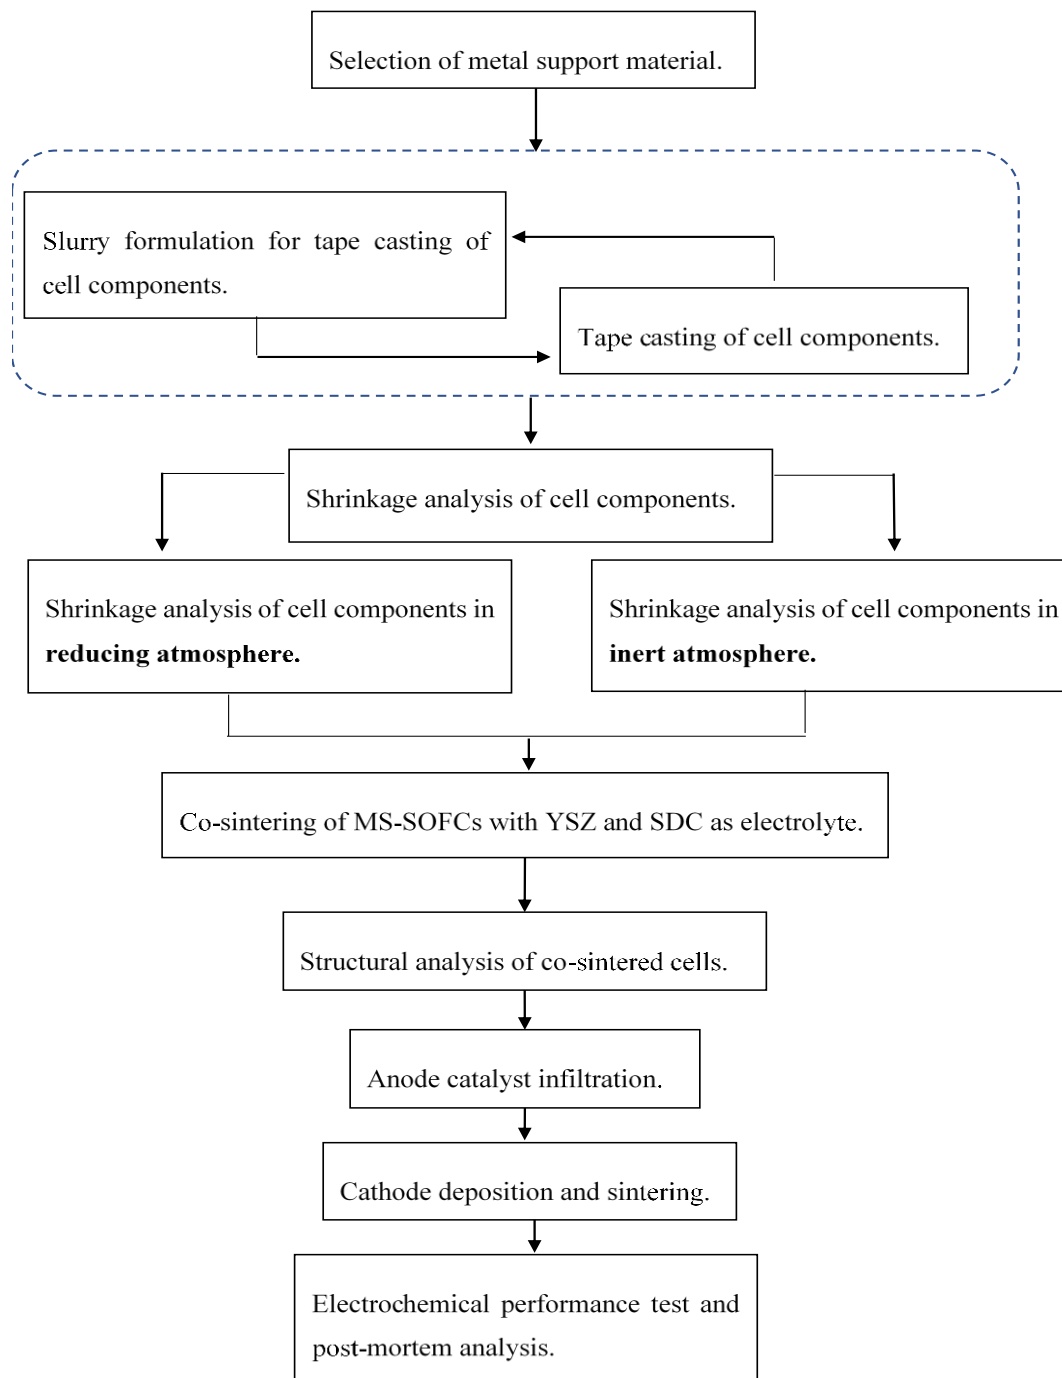 Selection of metal support material.
Slurry formulation for tape casting of
cell components.
Tape casting of cell components.
Shrinkage analysis of cell components.
Shrinkage analysis of cell components in
reducing atmosphere.
Shrinkage analysis of cell components in
inert atmosphere.
Co-sintering of MS-SOFCs with YSZ and SDC as electrolyte.
Structural analysis of co-sintered cells.
Anode catalyst infiltration.
Cathode deposition and sintering.
Electrochemical performance test and
post-mortem analysis.